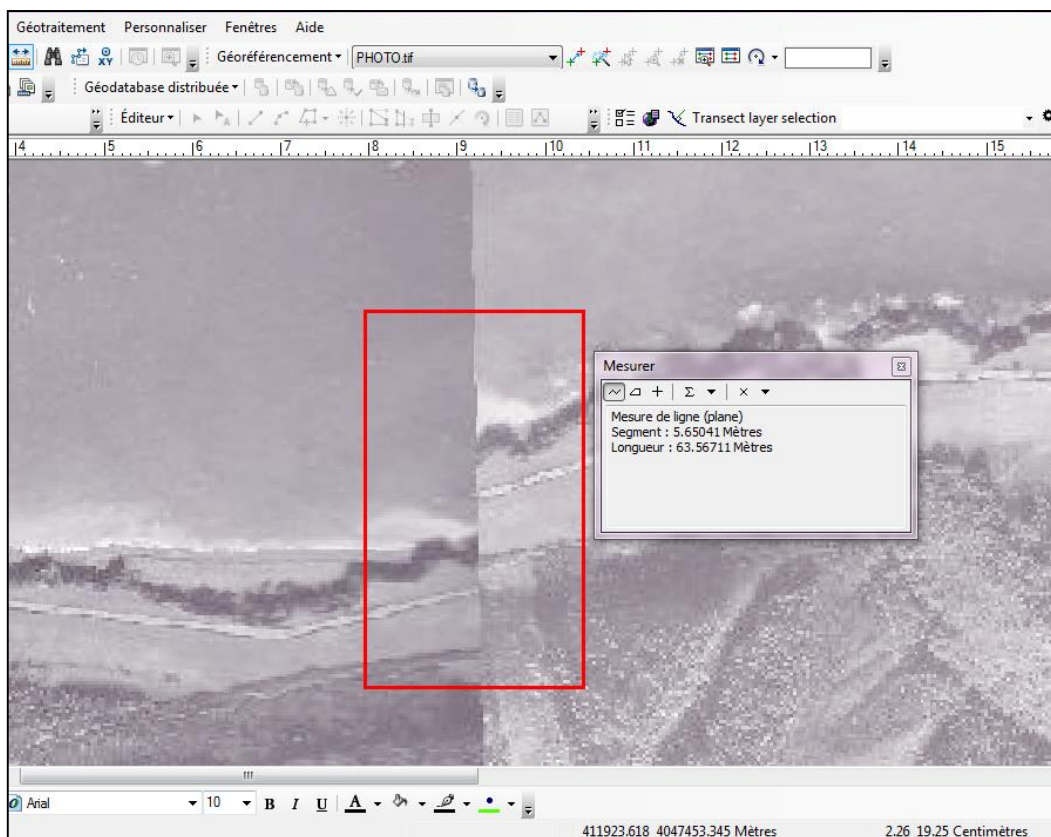 Géotraitement Personnaliser Fenêtres Aide
XY Géoréférencement PHOTO.tif
Géodatabase distribuée
Éditeur Transect layer selection
4 5 6 7 8 9 10 11 12 13 14 15
Mesurer
Σ
Mesure de ligne (plane)
Segment : 5.65041 Mètres
Longueur : 63.56711 Mètres
Arial 10 B I U A
411923.618 4047453.345 Mètres 2.26 19.25 Centimètres